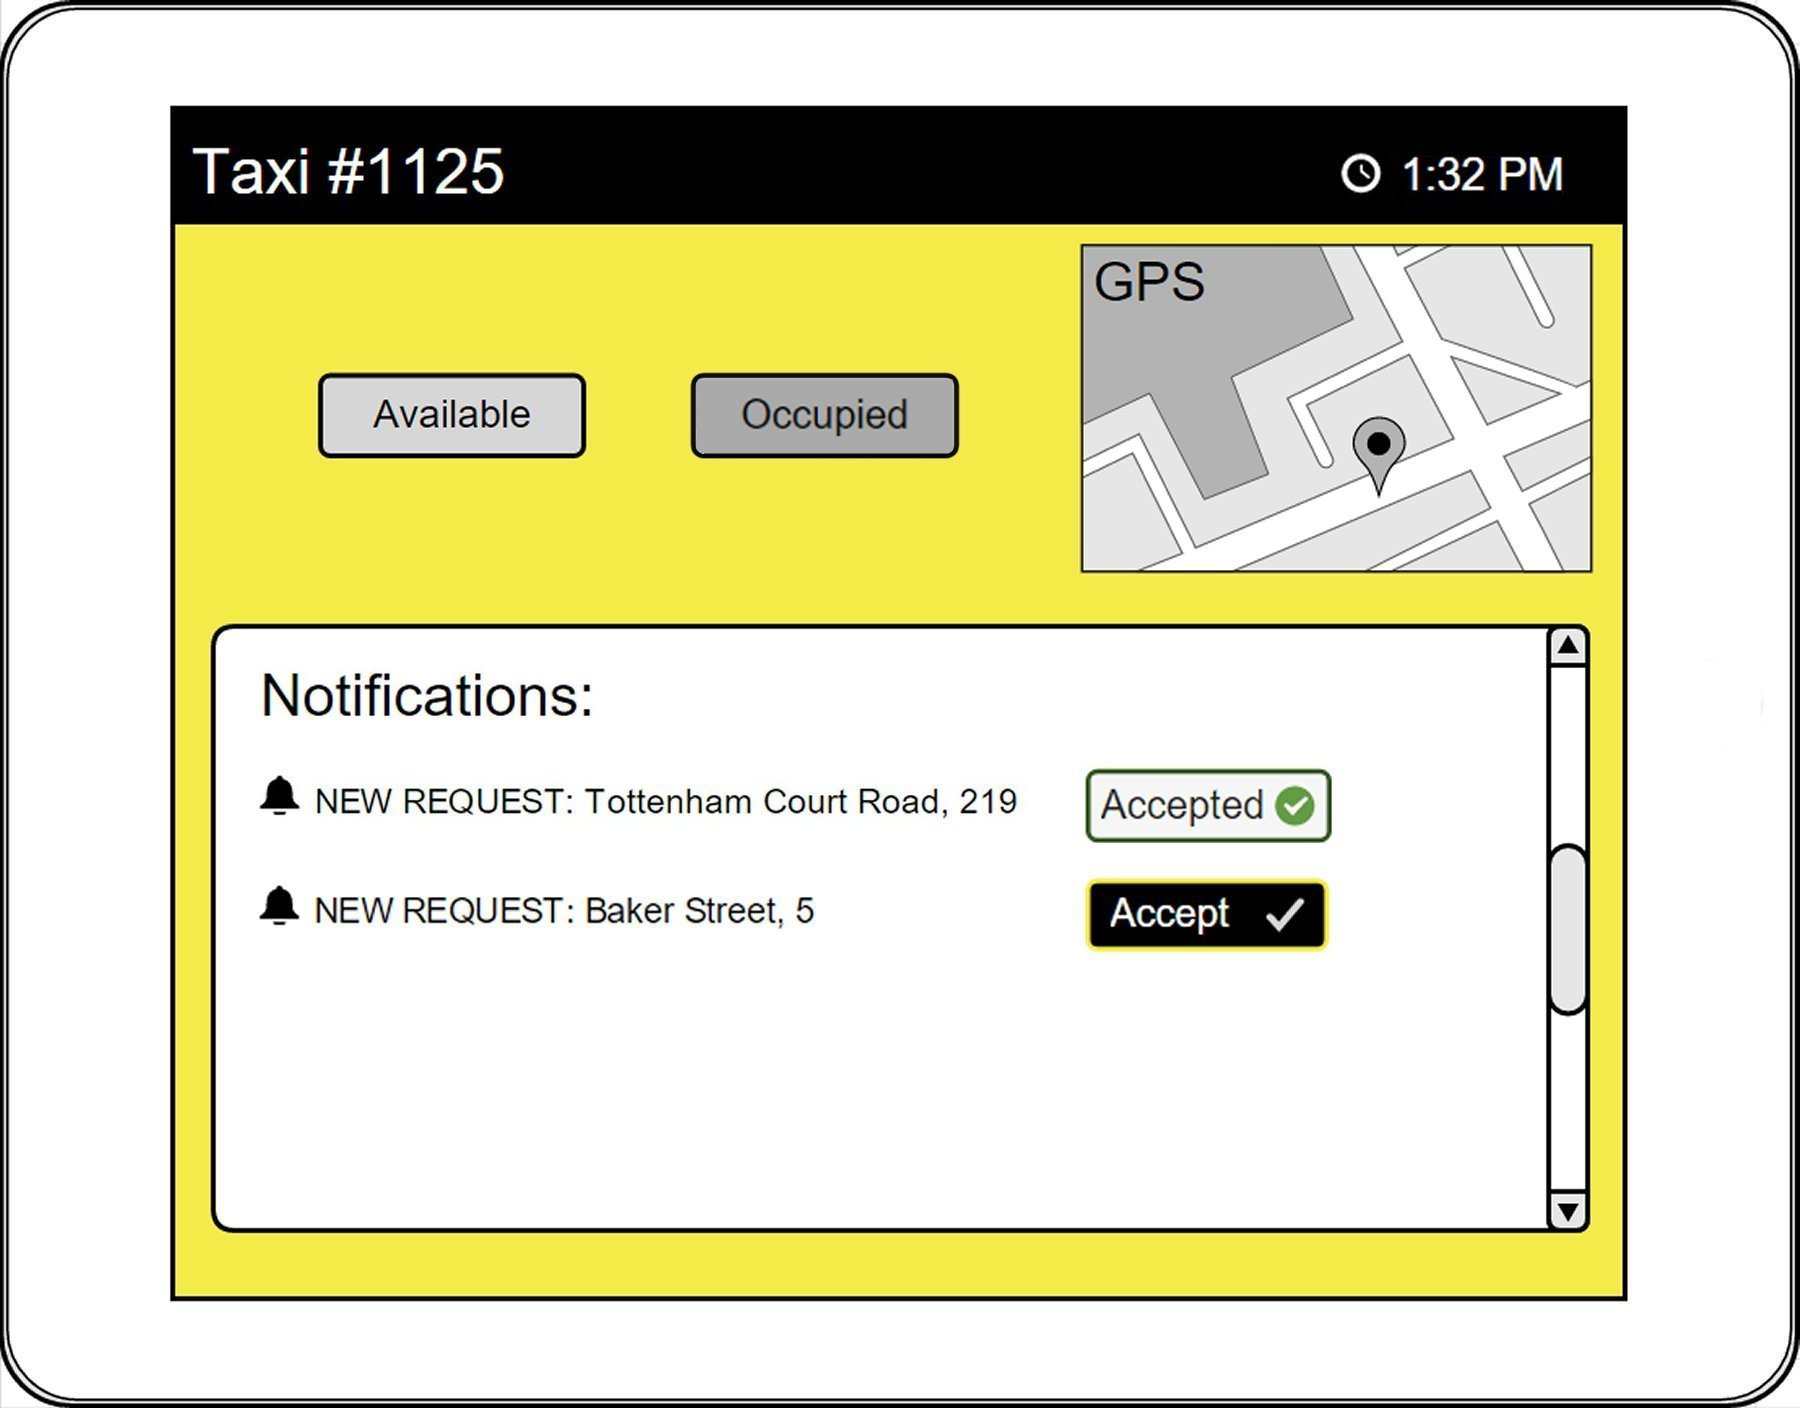 Taxi #1125
1:32 PM
GPS
Available
Occupied
Notifications:
NEW REQUEST: Tottenham Court Road, 219
Accepted
NEW REQUEST: Baker Street, 5
Accept